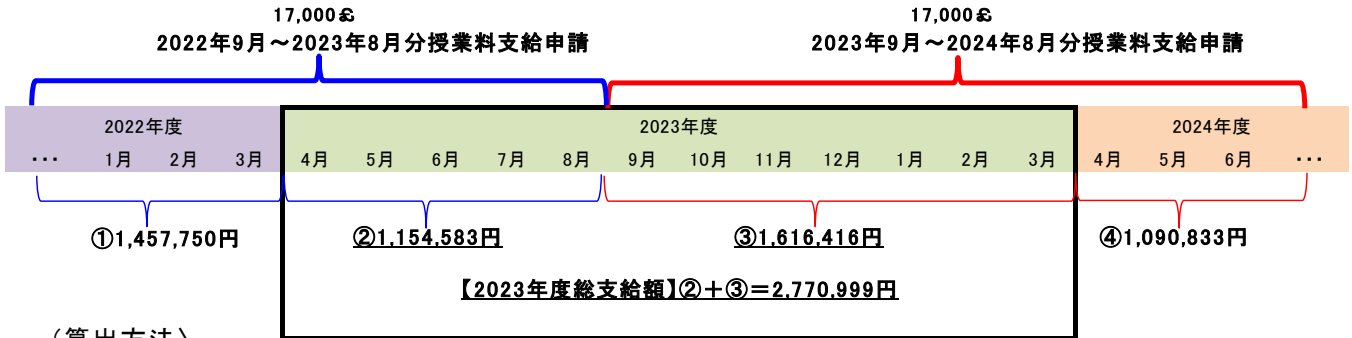 17,000£ 17,000£
2022年9月～2023年8月分授業料支給申請 2023年9月～2024年8月分授業料支給申請
2022年度 2023年度 2024年度
･･･ 1月 2月 3月 4月 5月 6月 7月 8月 9月 10月 11月 12月 1月 2月 3月 4月 5月 6月 ･･･
①1,457,750円 ②1,154,583円 ③1,616,416円 ④1,090,833円
【2023年度総支給額】②＋③＝2,770,999円
（算出方法）